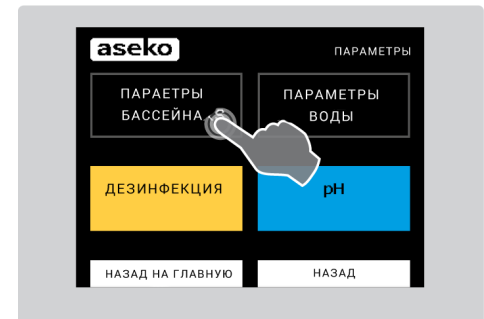 aseko
ПАРАМЕТРЫ
ПАРАЕТРЫ
БАССЕЙНА
ПАРАМЕТРЫ
ВОДЫ
ДЕЗИНФЕКЦИЯ
pH
НАЗАД НА ГЛАВНУЮ
НАЗАД